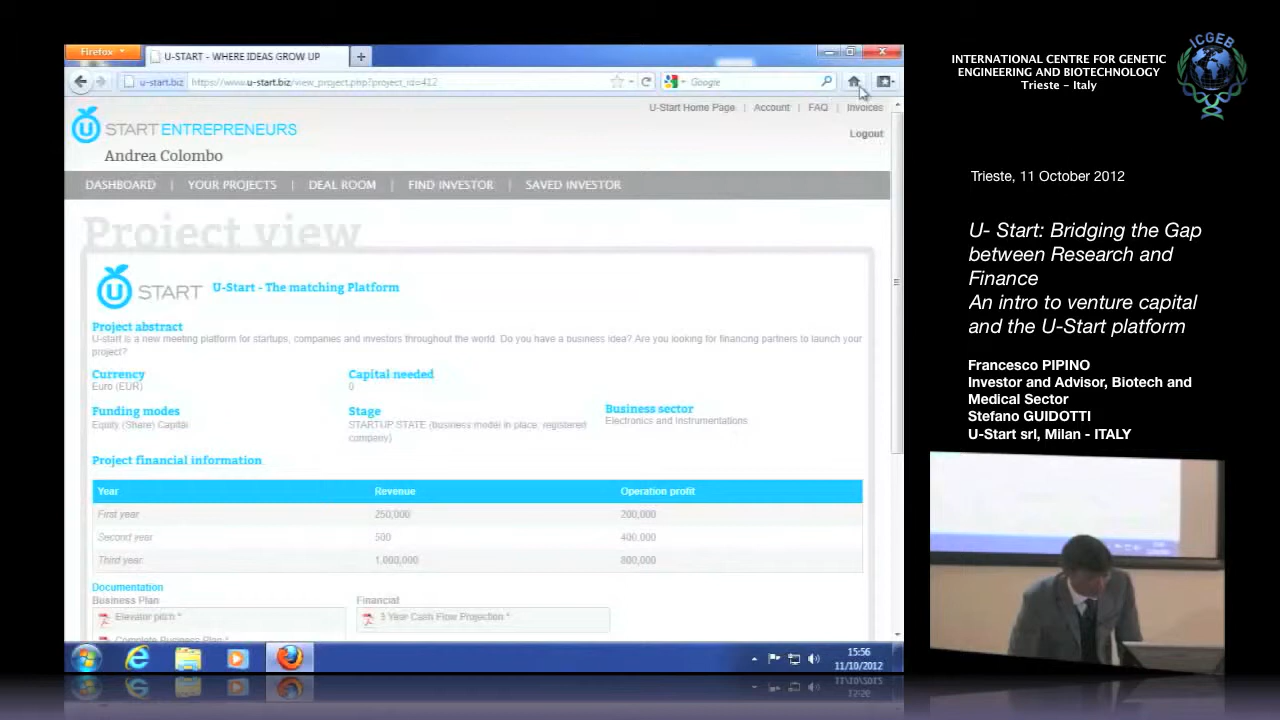 Firefox
U-START - WHERE IDEAS GROW UP
u-start.biz
https://www.u-start.biz/view_project.php?project_id=412
Google
U-Start Home Page
Account
FAQ
Invoices
Logout
U START ENTREPRENEURS
Andrea Colombo
DASHBOARD
YOUR PROJECTS
DEAL ROOM
FIND INVESTOR
SAVED INVESTOR
Project view
U START
U-Start - The matching Platform
Project abstract
U-start is a new meeting platform for startups, companies and investors throughout the world. Do you have a business idea? Are you looking for financing partners to launch your
project?
Currency
Euro (EUR)
Capital needed
0
Funding modes
Equity (Share) Capital
Stage
STARTUP STATE (business model in place, registered
company)
Business sector
Electronics and Instrumentations
Project financial information
Year Revenue Operation profit
First year 250,000 200,000
Second year 500 400,000
Third year 1,000,000 800,000
Documentation
Business Plan
Financial
Elevator pitch *
3 Year Cash Flow Projection *
Complete Business Plan *
15:56
11/10/2012
INTERNATIONAL CENTRE FOR GENETIC
ENGINEERING AND BIOTECHNOLOGY
Trieste - Italy
ICGEB
Trieste, 11 October 2012
U- Start: Bridging the Gap
between Research and
Finance
An intro to venture capital
and the U-Start platform
Francesco PIPINO
Investor and Advisor, Biotech and
Medical Sector
Stefano GUIDOTTI
U-Start srl, Milan - ITALY